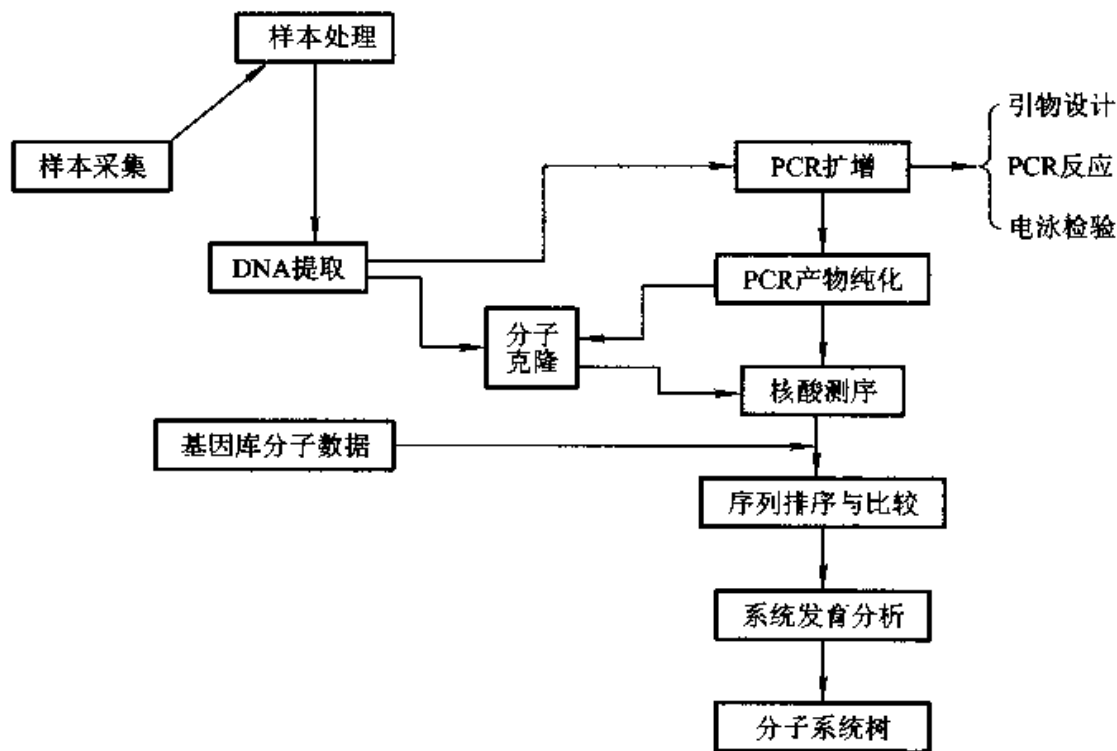 样本处理
样本采集
引物设计
PCR扩增
PCR反应
电泳检验
DNA提取
PCR产物纯化
分子
克隆
核酸测序
基因库分子数据
序列排序与比较
系统发育分析
分子系统树